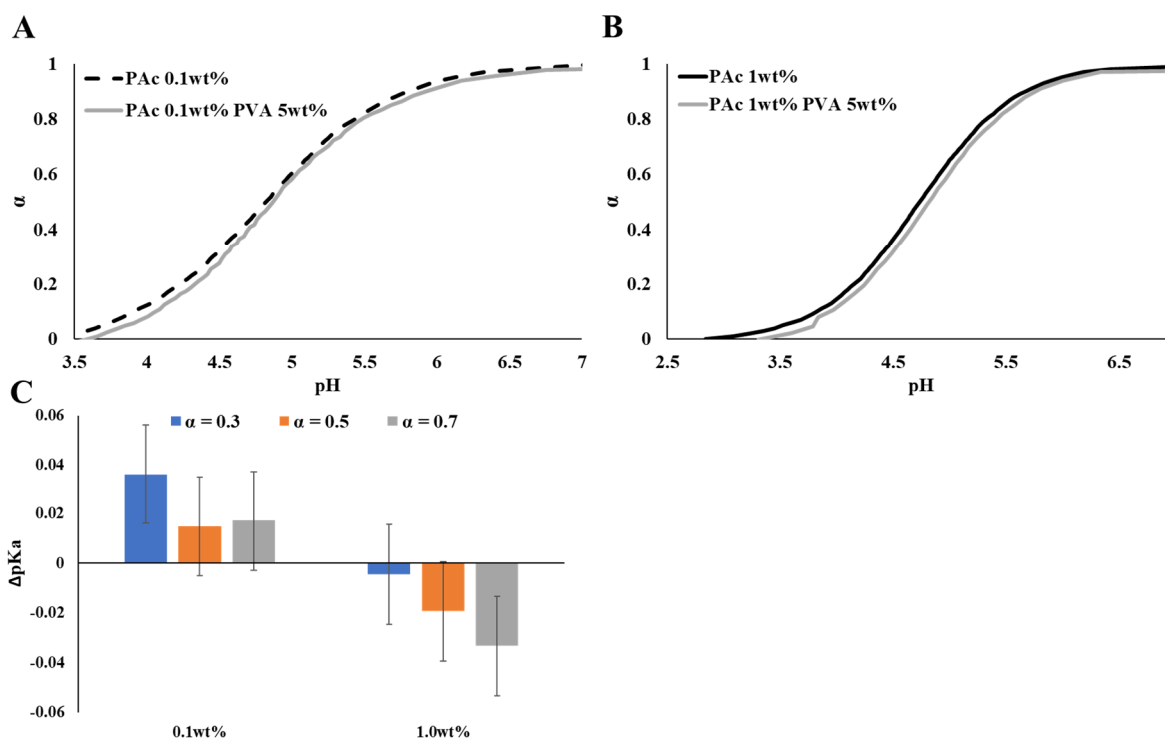 A
1
0.8
0.6
0.4
0.2
0
α
PAc 0.1wt%
PAc 0.1wt% PVA 5wt%
3.5 4 4.5 5 5.5 6 6.5 7
pH
B
1
0.8
0.6
0.4
0.2
0
α
PAc 1wt%
PAc 1wt% PVA 5wt%
2.5 3.5 4.5 5.5 6.5
pH
C
α = 0.3 α = 0.5 α = 0.7
0.06
0.04
0.02
0
-0.02
-0.04
-0.06
ΔpKa
0.1wt% 1.0wt%